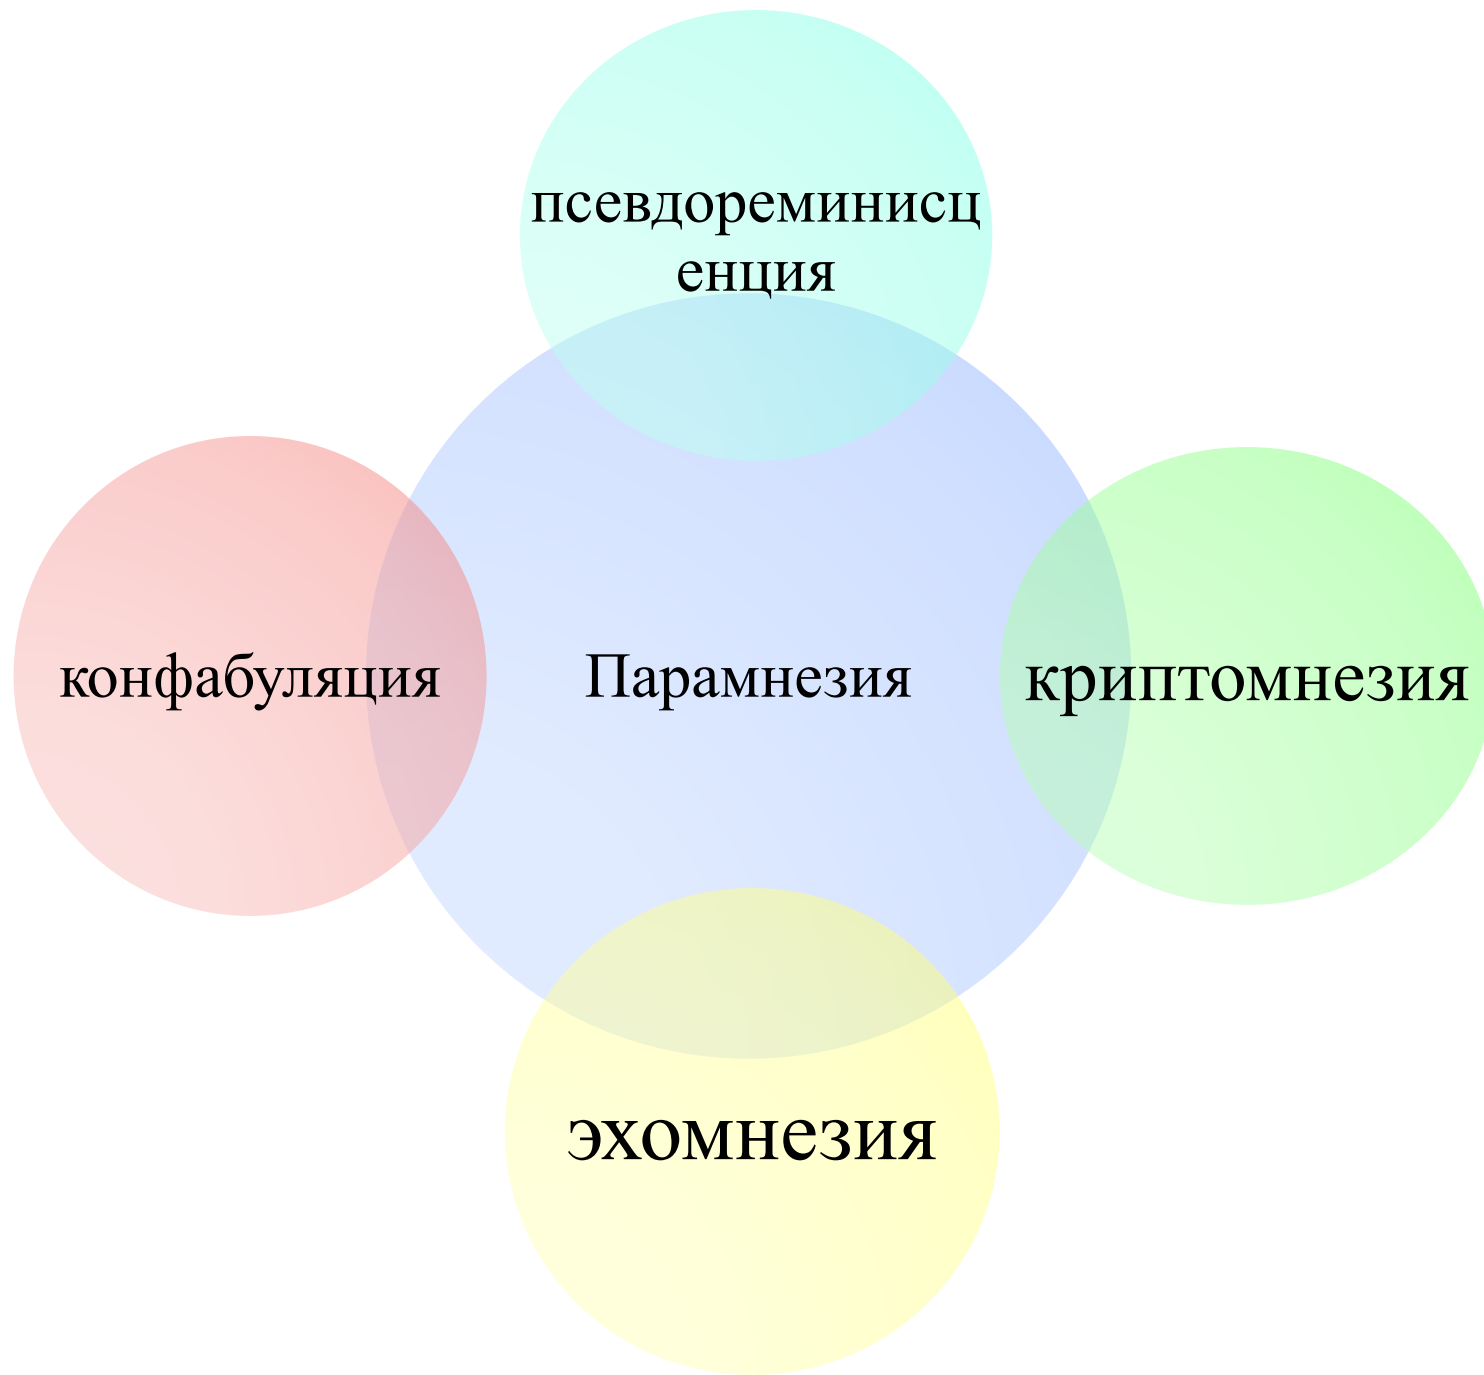 псевдореминисц
енция
конфабуляция
Парамнезия
криптомнезия
эхомнезия